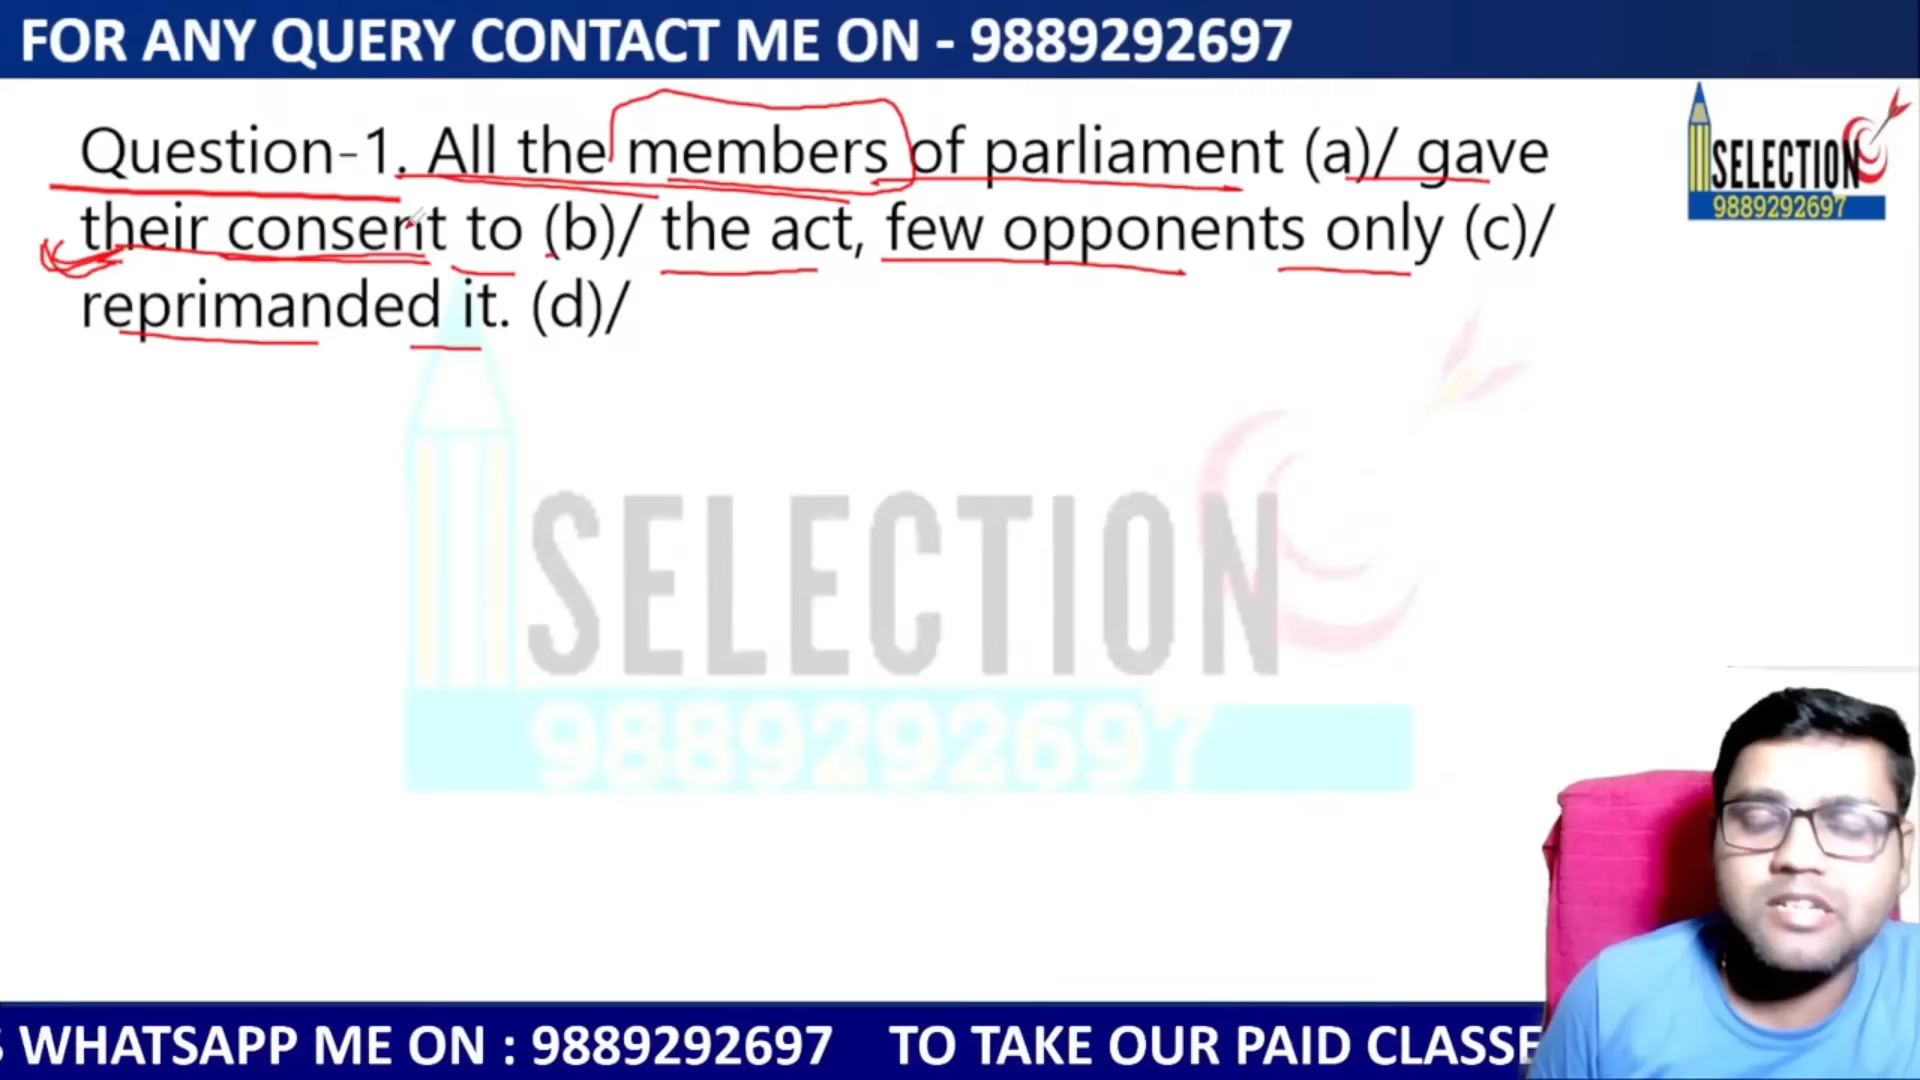 FOR ANY QUERY CONTACT ME ON - 9889292697
Question-1. All the members of parliament (a)/ gave
their consent to (b)/ the act, few opponents only (c)/
reprimanded it. (d)/
SELECTION
9889292697
SELECTION
9889292697
WHATSAPP ME ON : 9889292697 TO TAKE OUR PAID CLASSE